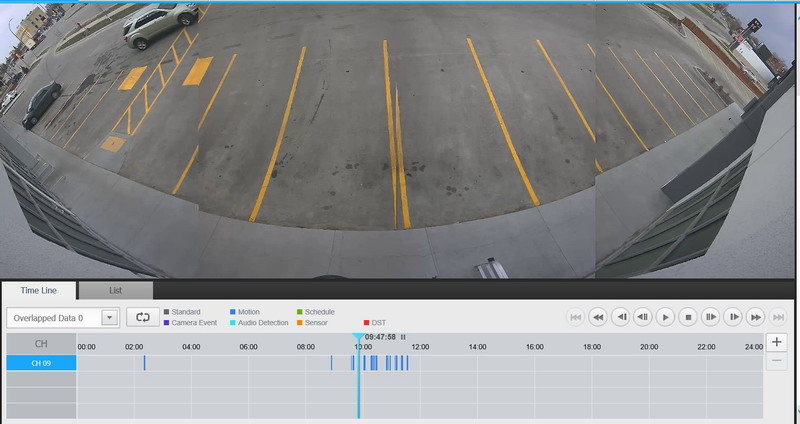 Time Line
List
Overlapped Data 0
Standard
Motion
Schedule
Camera Event
Audio Detection
Sensor
DST
09:47:58
CH
00:00 02:00 04:00 06:00 08:00 10:00 12:00 14:00 16:00 18:00 20:00 22:00 24:00
CH 09